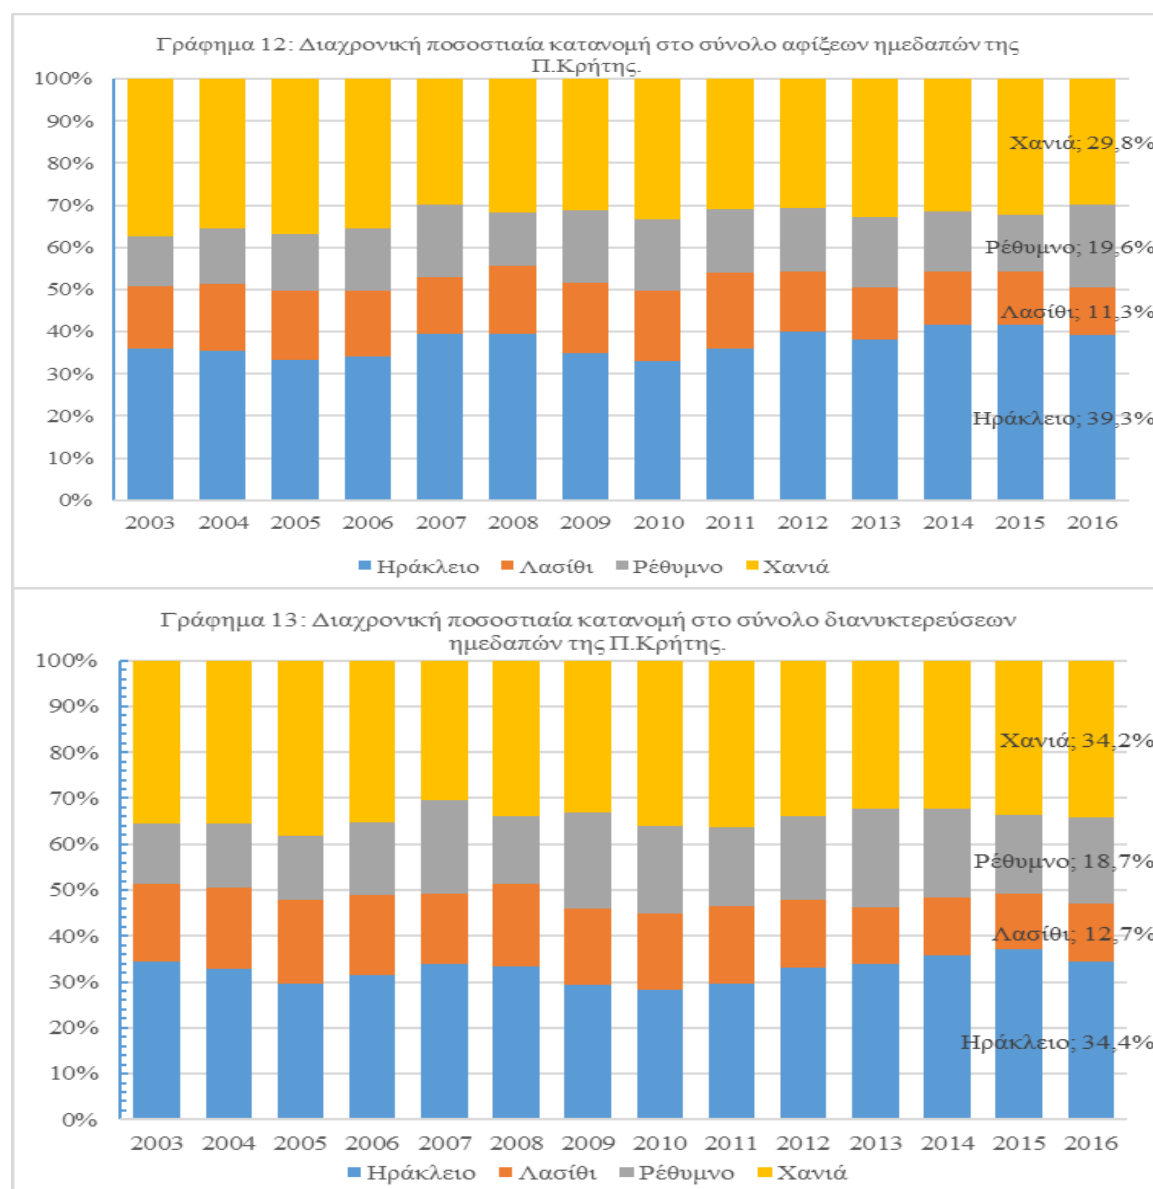 Γράφημα 12: Διαχρονική ποσοστιαία κατανομή στο σύνολο αφίξεων ημεδαπών της
Π.Κρήτης.
100%
90%
80%
70%
60%
50%
40%
30%
20%
10%
0%
Χανιά; 29,8%
Ρέθυμνο; 19,6%
Λασίθι; 11,3%
Ηράκλειο; 39,3%
2003 2004 2005 2006 2007 2008 2009 2010 2011 2012 2013 2014 2015 2016
Ηράκλειο Λασίθι Ρέθυμνο Χανιά
Γράφημα 13: Διαχρονική ποσοστιαία κατανομή στο σύνολο διανυκτερεύσεων
ημεδαπών της Π.Κρήτης.
100%
90%
80%
70%
60%
50%
40%
30%
20%
10%
0%
Χανιά; 34,2%
Ρέθυμνο; 18,7%
Λασίθι; 12,7%
Ηράκλειο; 34,4%
2003 2004 2005 2006 2007 2008 2009 2010 2011 2012 2013 2014 2015 2016
Ηράκλειο Λασίθι Ρέθυμνο Χανιά